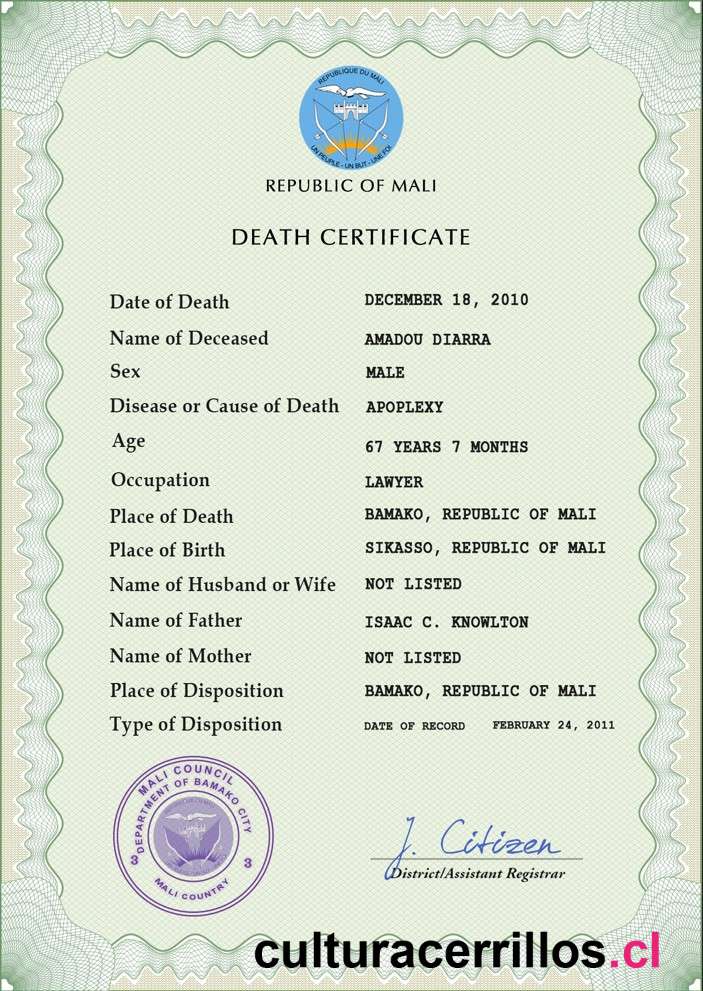 REPUBLIQUE DU MALI
UN PEUPLE - UN BUT - UNE FOI
REPUBLIC OF MALI
DEATH CERTIFICATE
Date of Death DECEMBER 18, 2010
Name of Deceased AMADOU DIARRA
Sex MALE
Disease or Cause of Death APOPLEXY
Age 67 YEARS 7 MONTHS
Occupation LAWYER
Place of Death BAMAKO, REPUBLIC OF MALI
Place of Birth SIKASSO, REPUBLIC OF MALI
Name of Husband or Wife NOT LISTED
Name of Father ISAAC C. KNOWLTON
Name of Mother NOT LISTED
Place of Disposition BAMAKO, REPUBLIC OF MALI
Type of Disposition DATE OF RECORD FEBRUARY 24, 2011
MALI COUNCIL
DEPARTMENT OF BAMAKO CITY
3 3
MALI COUNTRY
J. Citizen
District/Assistant Registrar
culturacerrillos.cl